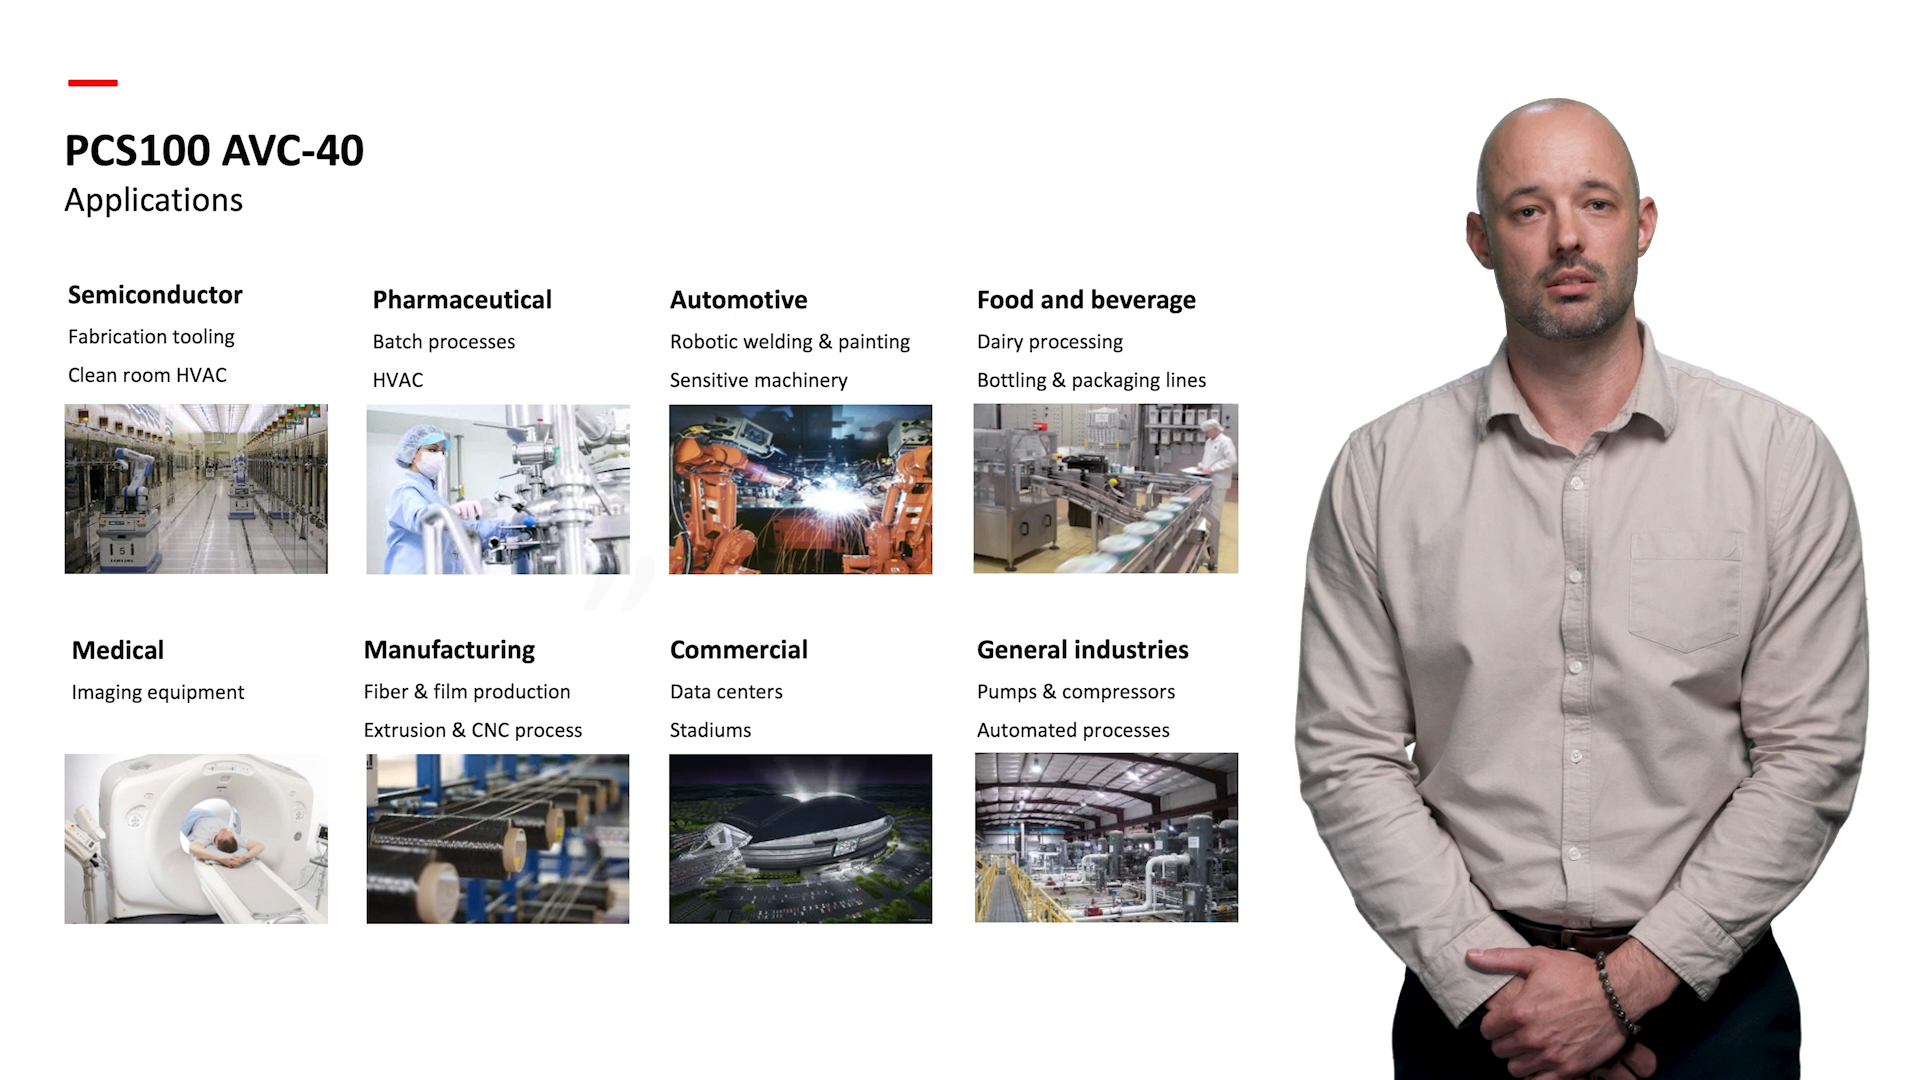 PCS100 AVC-40
Applications
Semiconductor
Fabrication tooling
Clean room HVAC
Pharmaceutical
Batch processes
HVAC
Automotive
Robotic welding & painting
Sensitive machinery
Food and beverage
Dairy processing
Bottling & packaging lines
5
SAMSUNG
Medical
Imaging equipment
Manufacturing
Fiber & film production
Extrusion & CNC process
Commercial
Data centers
Stadiums
General industries
Pumps & compressors
Automated processes